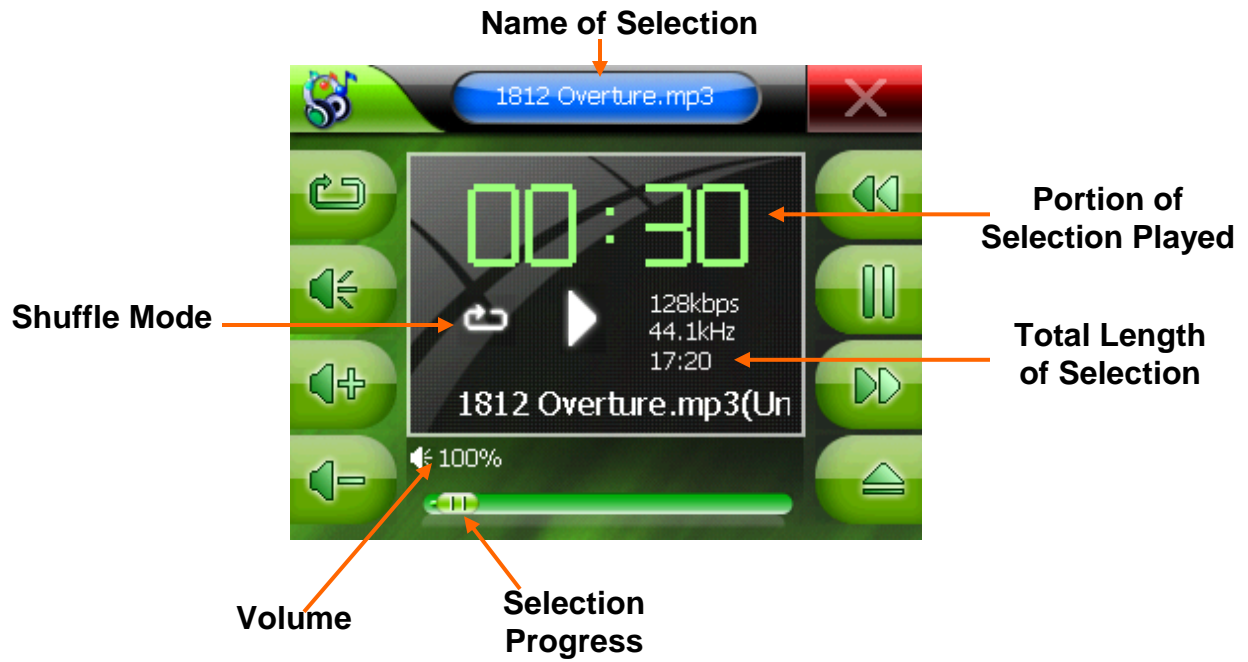 Name of Selection
1812 Overture.mp3
00:30
Portion of
Selection Played
Shuffle Mode
128kbps
44.1kHz
17:20
Total Length
of Selection
1812 Overture.mp3(Un
100%
Volume
Selection
Progress